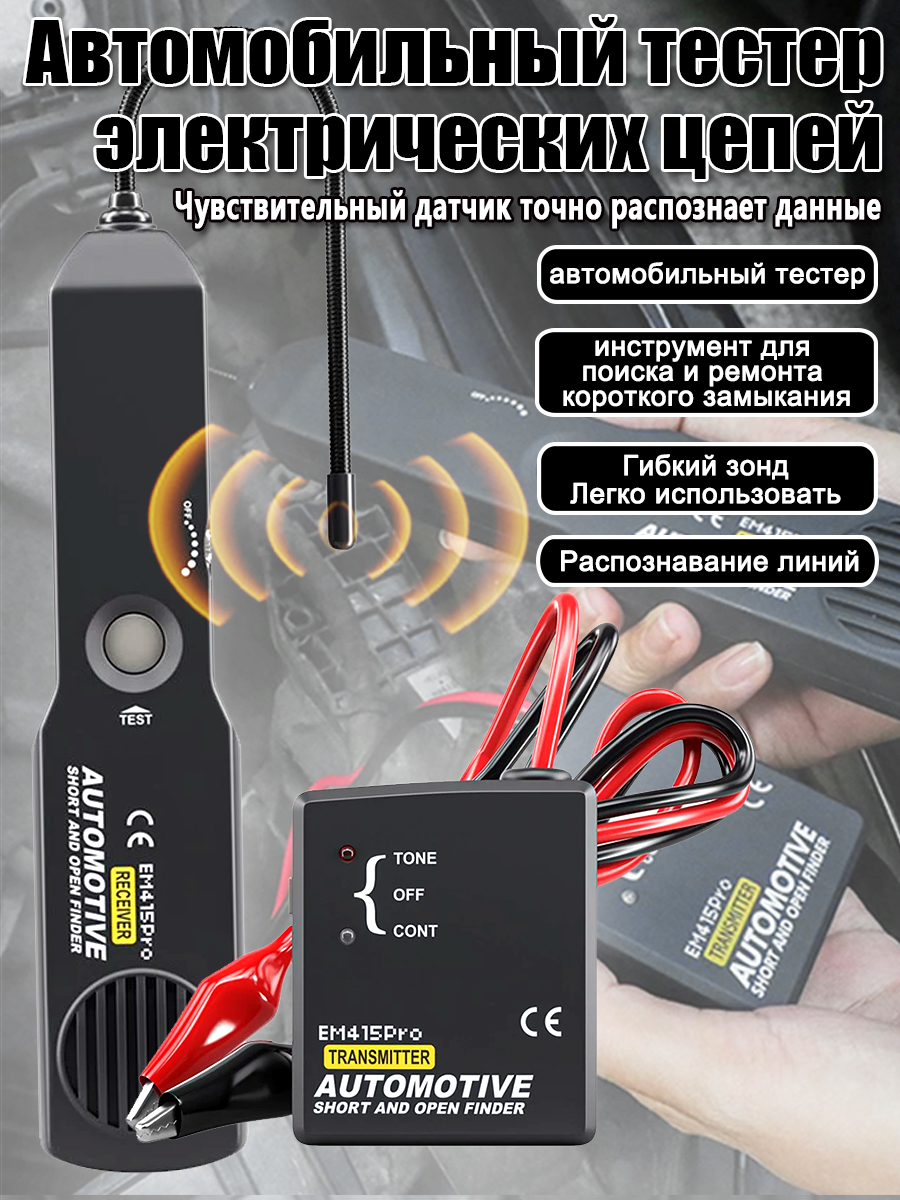 Автомобильный тестер
электрических цепей
Чувствительный датчик точно распознает данные
автомобильный тестер
инструмент для
поиска и ремонта
короткого замыкания
Гибкий зонд
Легко использовать
Распознавание линий
OFF
TEST
CE
EM415Pro
RECEIVER
AUTOMOTIVE
SHORT AND OPEN FINDER
TONE
OFF
CONT
CE
EM415Pro
TRANSMITTER
AUTOMOTIVE
SHORT AND OPEN FINDER
CE
EM415Pro
TRANSMITTER
AUTOMOTIVE
SHORT AND OPEN FINDER